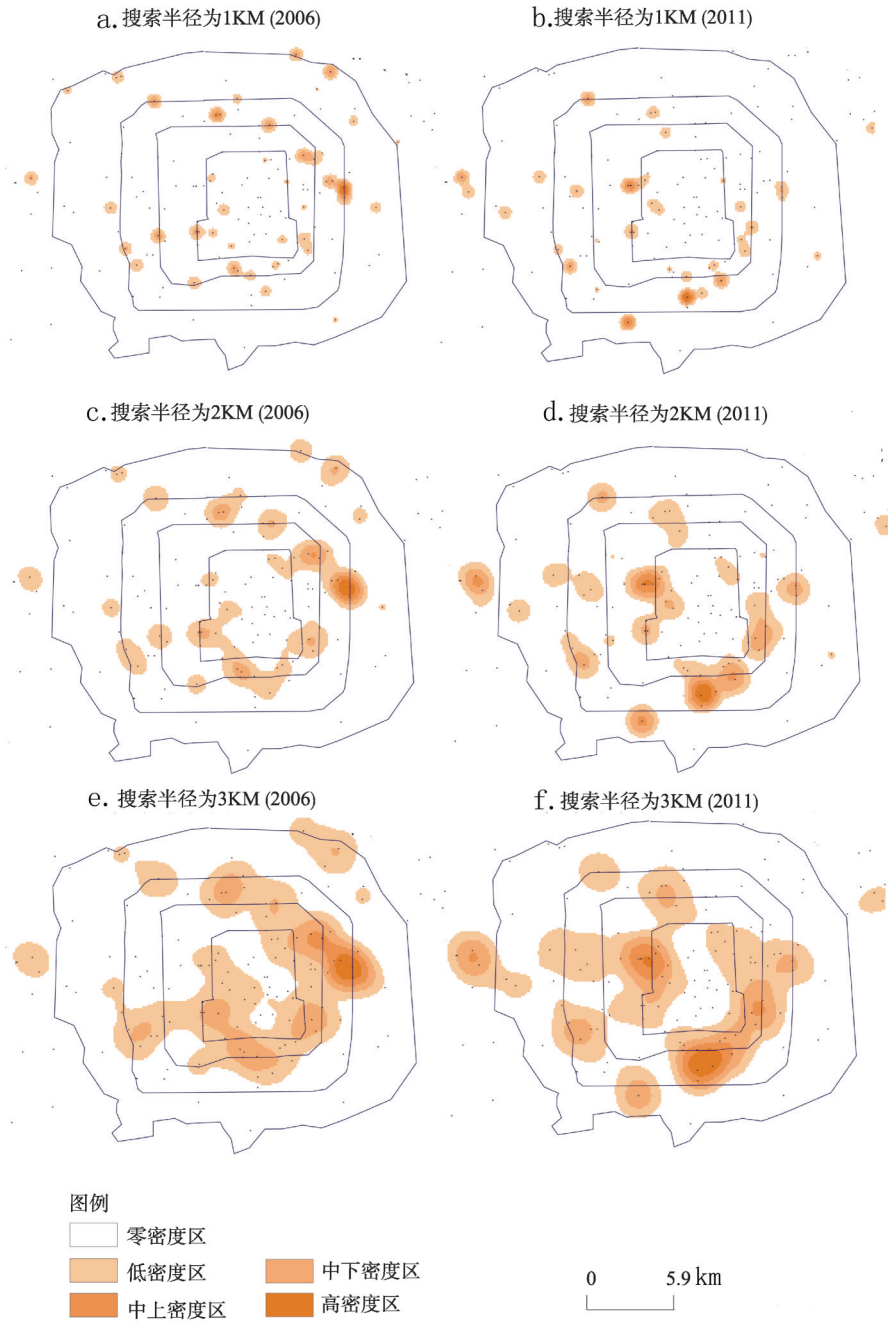 a.搜索半径为1KM (2006)
b.搜索半径为1KM (2011)
c.搜索半径为2KM (2006)
d.搜索半径为2KM (2011)
e.搜索半径为3KM (2006)
f.搜索半径为3KM (2011)
图例
零密度区
低密度区
中下密度区
中上密度区
高密度区
0 5.9 km